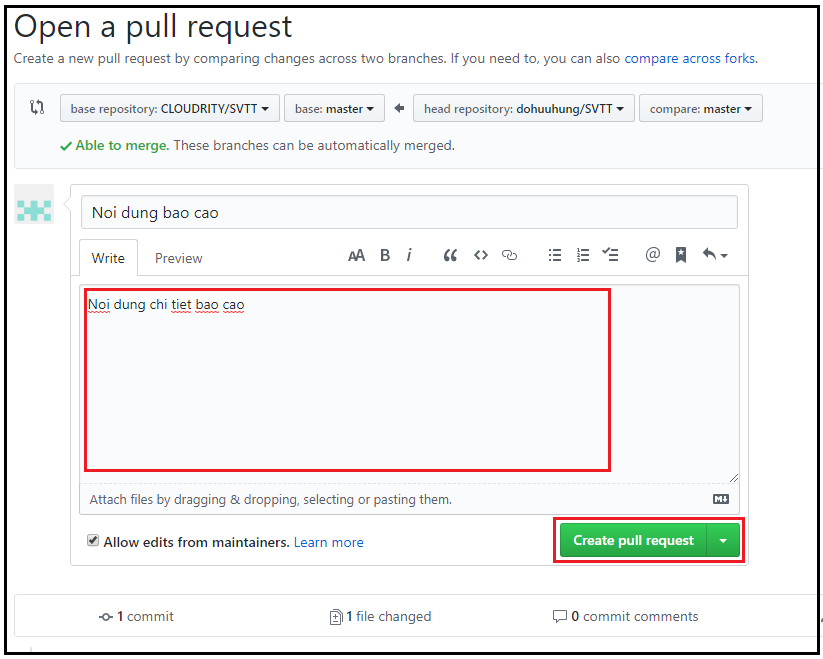 Open a pull request
Create a new pull request by comparing changes across two branches. If you need to, you can also compare across forks.
base repository: CLOUDRITY/SVTT base: master head repository: dohuuhung/SVTT compare: master
Able to merge. These branches can be automatically merged.
Noi dung bao cao
Write Preview AA B i
Noi dung chi tiet bao cao
Attach files by dragging & dropping, selecting or pasting them.
Allow edits from maintainers. Learn more
Create pull request
1 commit 1 file changed 0 commit comments